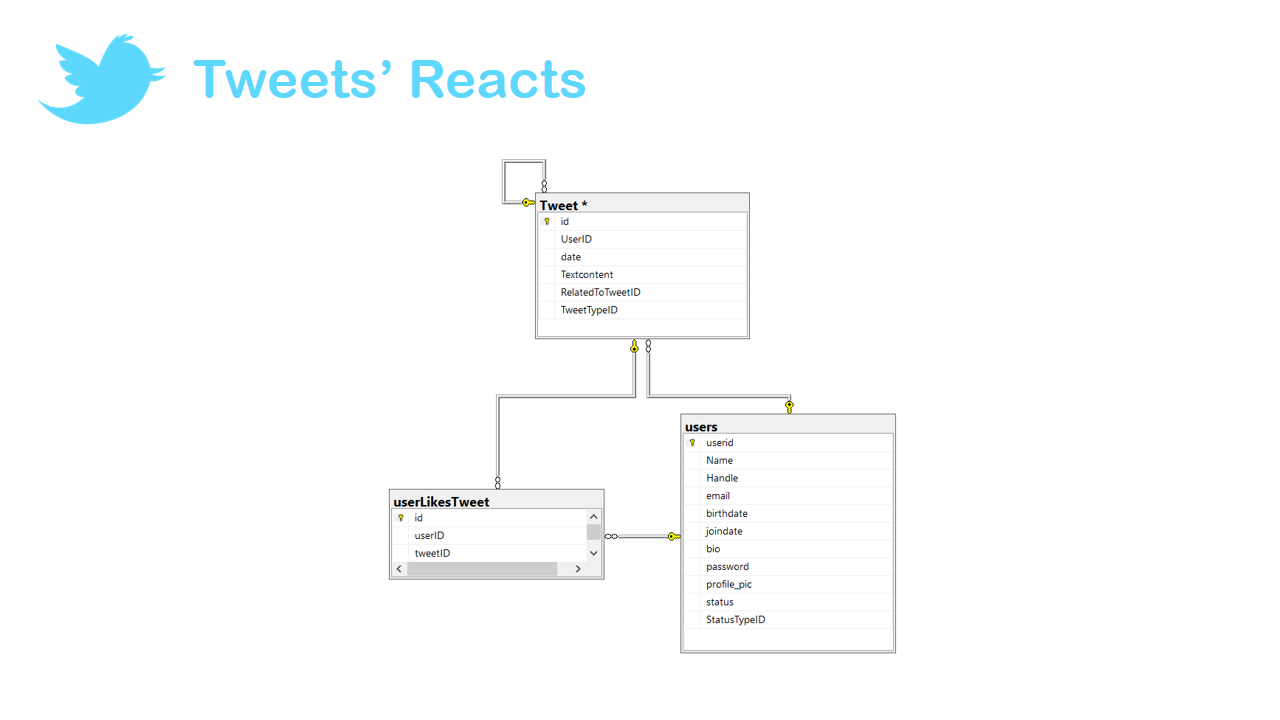 Tweets’ Reacts
Tweet *
id
UserID
date
Textcontent
RelatedToTweetID
TweetTypeID
users
userid
Name
Handle
email
birthdate
joindate
bio
password
profile_pic
status
StatusTypeID
userLikesTweet
id
userID
tweetID